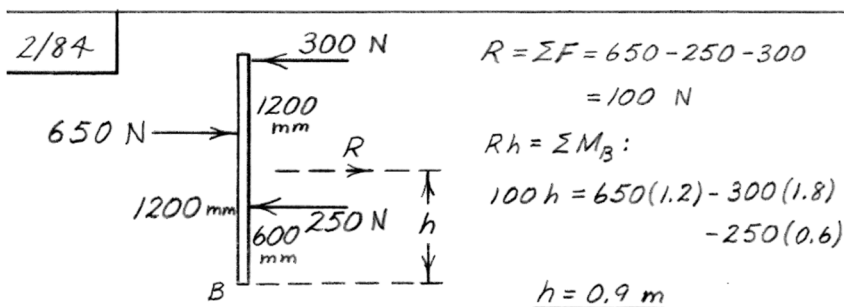 2/84
300 N
1200
mm
650 N
R
1200 mm
250 N
600
mm
h
B
R = ΣF = 650 - 250 - 300
= 100 N
Rh = ΣM_B :
100 h = 650(1.2) - 300(1.8)
- 250(0.6)
h = 0.9 m